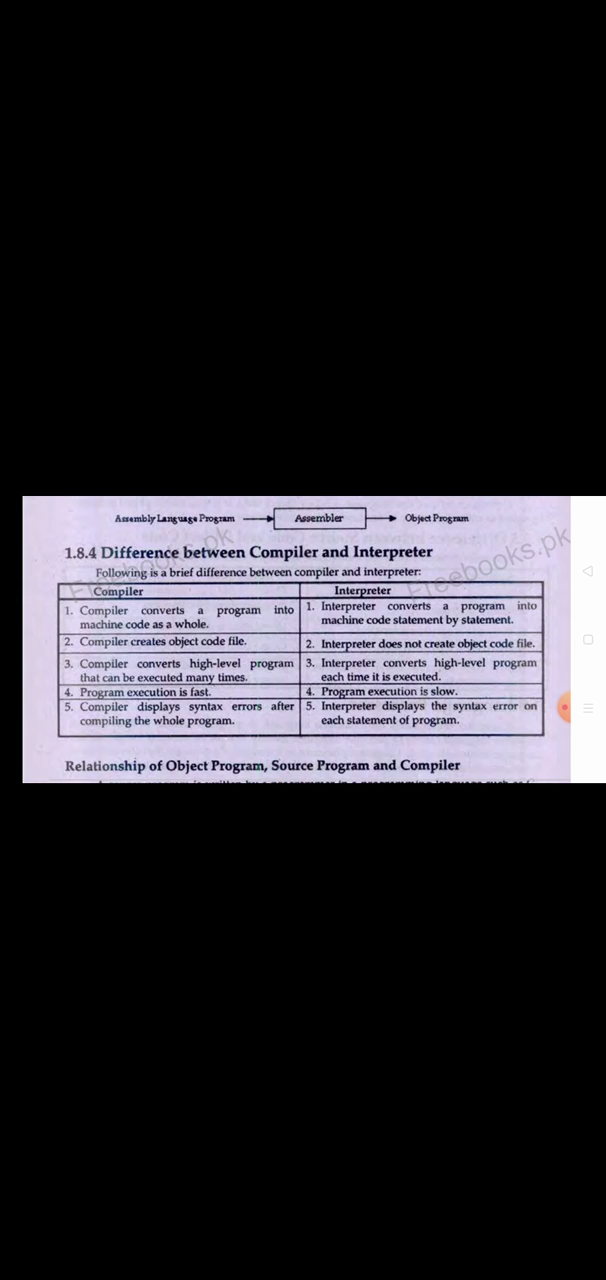 Assembly Language Program Assembler Object Program
1.8.4 Difference between Compiler and Interpreter
Following is a brief difference between compiler and interpreter:
Compiler
Interpreter
1. Compiler converts a program into
machine code as a whole.
1. Interpreter converts a program into
machine code statement by statement.
2. Compiler creates object code file.
2. Interpreter does not create object code file.
3. Compiler converts high-level program
that can be executed many times.
3. Interpreter converts high-level program
each time it is executed.
4. Program execution is fast.
4. Program execution is slow.
5. Compiler displays syntax errors after
compiling the whole program.
5. Interpreter displays the syntax error on
each statement of program.
Relationship of Object Program, Source Program and Compiler
Freebooks.pk
Freebooks.pk